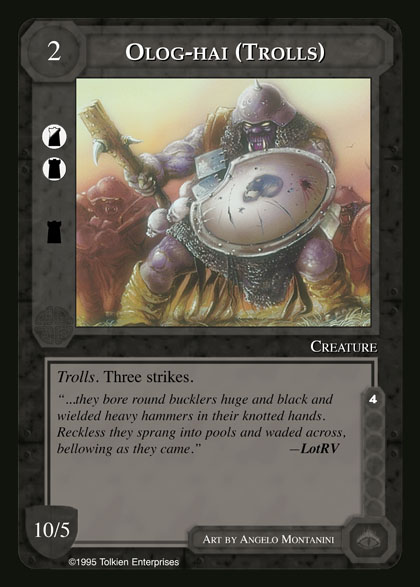 2
OLOG-HAI (TROLLS)
CREATURE
Trolls. Three strikes.
“...they bore round bucklers huge and black and
wielded heavy hammers in their knotted hands.
Reckless they sprang into pools and waded across,
bellowing as they came.” —LotRV
4
10/5
ART BY ANGELO MONTANINI
©1995 Tolkien Enterprises